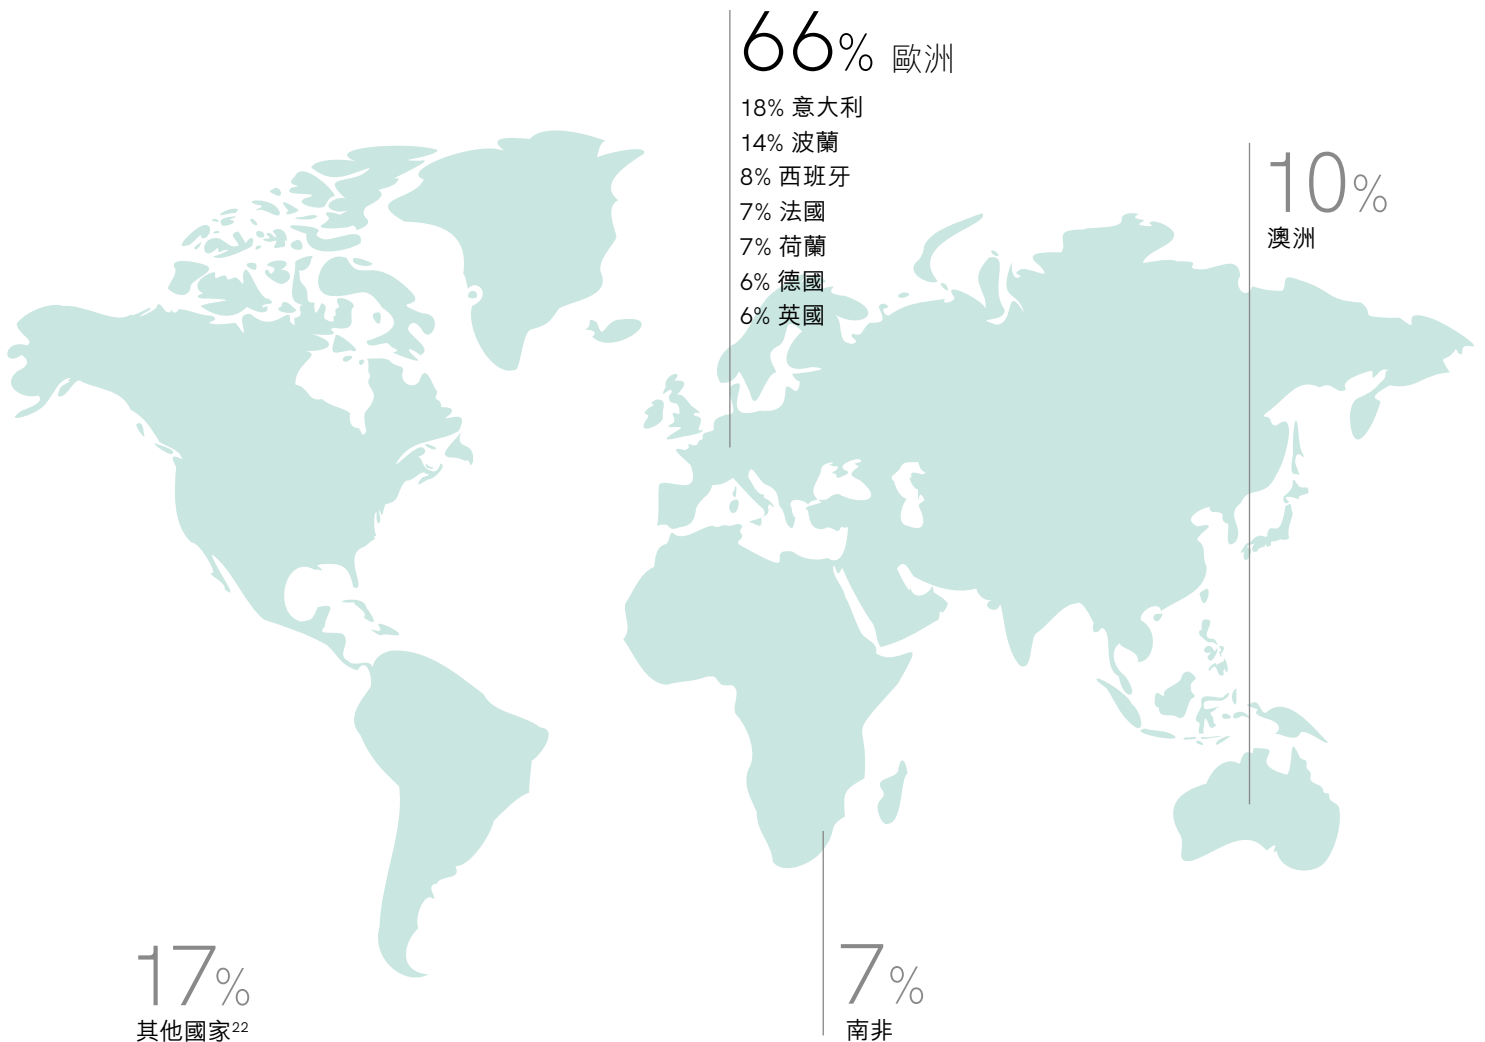 66% 歐洲
18% 意大利
14% 波蘭
8% 西班牙
7% 法國
7% 荷蘭
6% 德國
6% 英國
10%
澳洲
17%
其他國家22
7%
南非